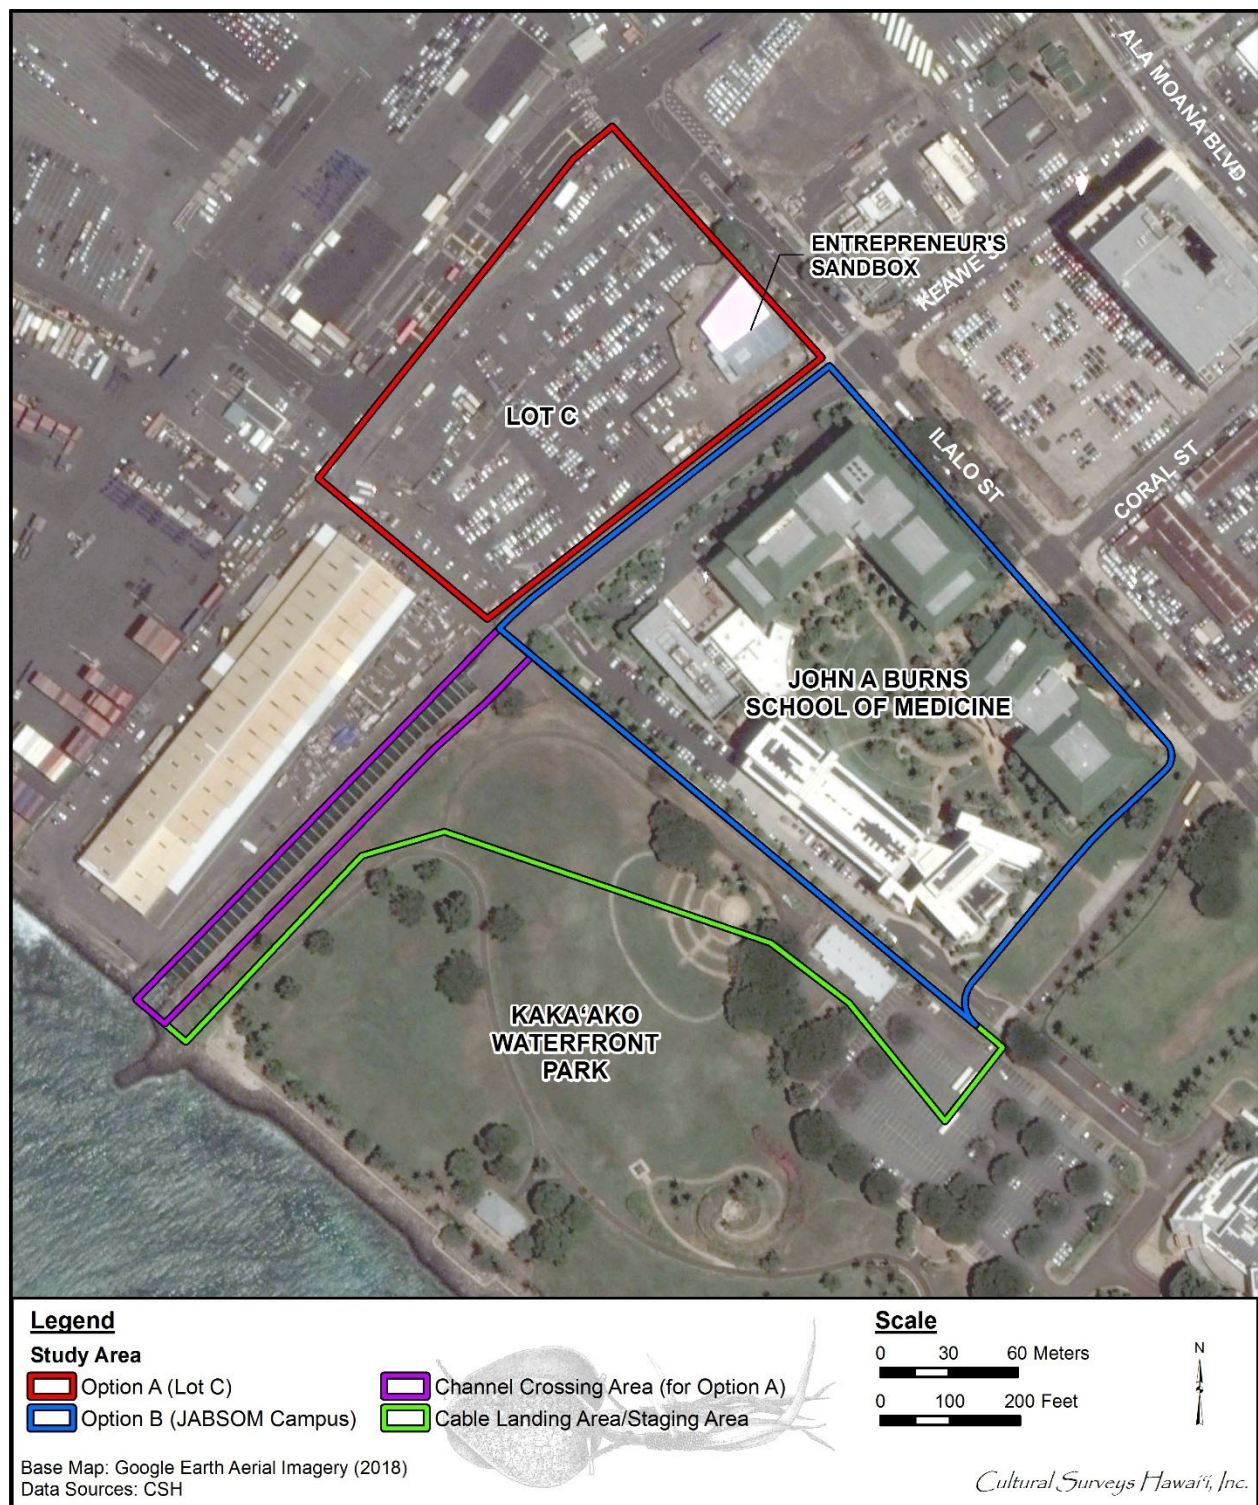 ALA MOANA BLVD
ENTREPRENEUR'S
SANDBOX
KEAWE S
LOT C
ILALO ST
CORAL ST
JOHN A BURNS
SCHOOL OF MEDICINE
KAKA‘AKO
WATERFRONT
PARK
Legend
Study Area
Option A (Lot C)
Option B (JABSOM Campus)
Channel Crossing Area (for Option A)
Cable Landing Area/Staging Area
Base Map: Google Earth Aerial Imagery (2018)
Data Sources: CSH
Scale
0 30 60 Meters
0 100 200 Feet
N
Cultural Surveys Hawai‘i, Inc.